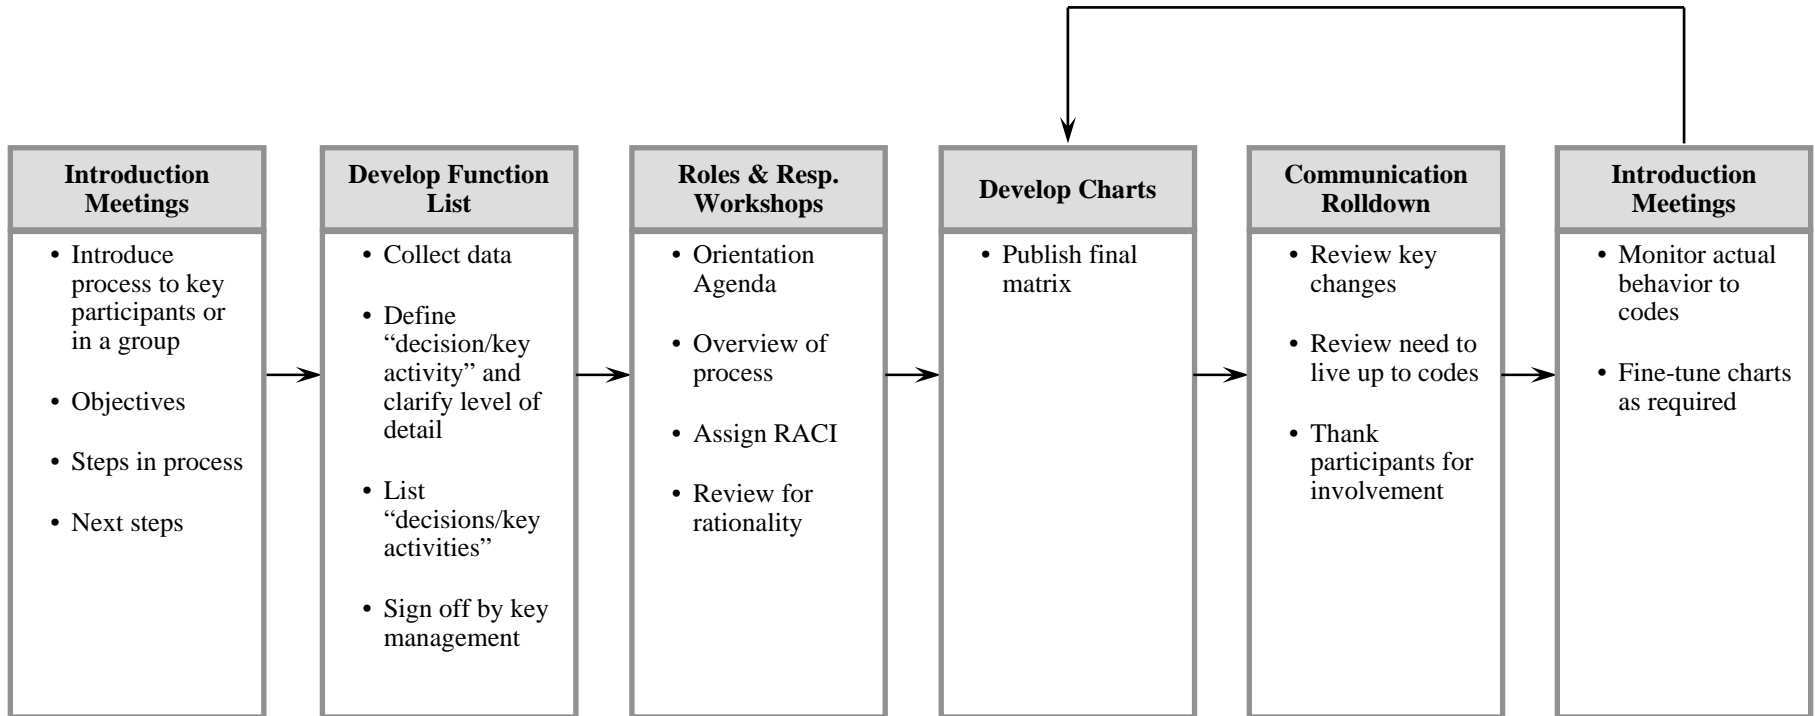 Introduction
Meetings
• Introduce
process to key
participants or
in a group
• Objectives
• Steps in process
• Next steps
Develop Function
List
• Collect data
• Define
“decision/key
activity” and
clarify level of
detail
• List
“decisions/key
activities”
• Sign off by key
management
Roles & Resp.
Workshops
• Orientation
Agenda
• Overview of
process
• Assign RACI
• Review for
rationality
Develop Charts
• Publish final
matrix
Communication
Rolldown
• Review key
changes
• Review need to
live up to codes
• Thank
participants for
involvement
Introduction
Meetings
• Monitor actual
behavior to
codes
• Fine-tune charts
as required